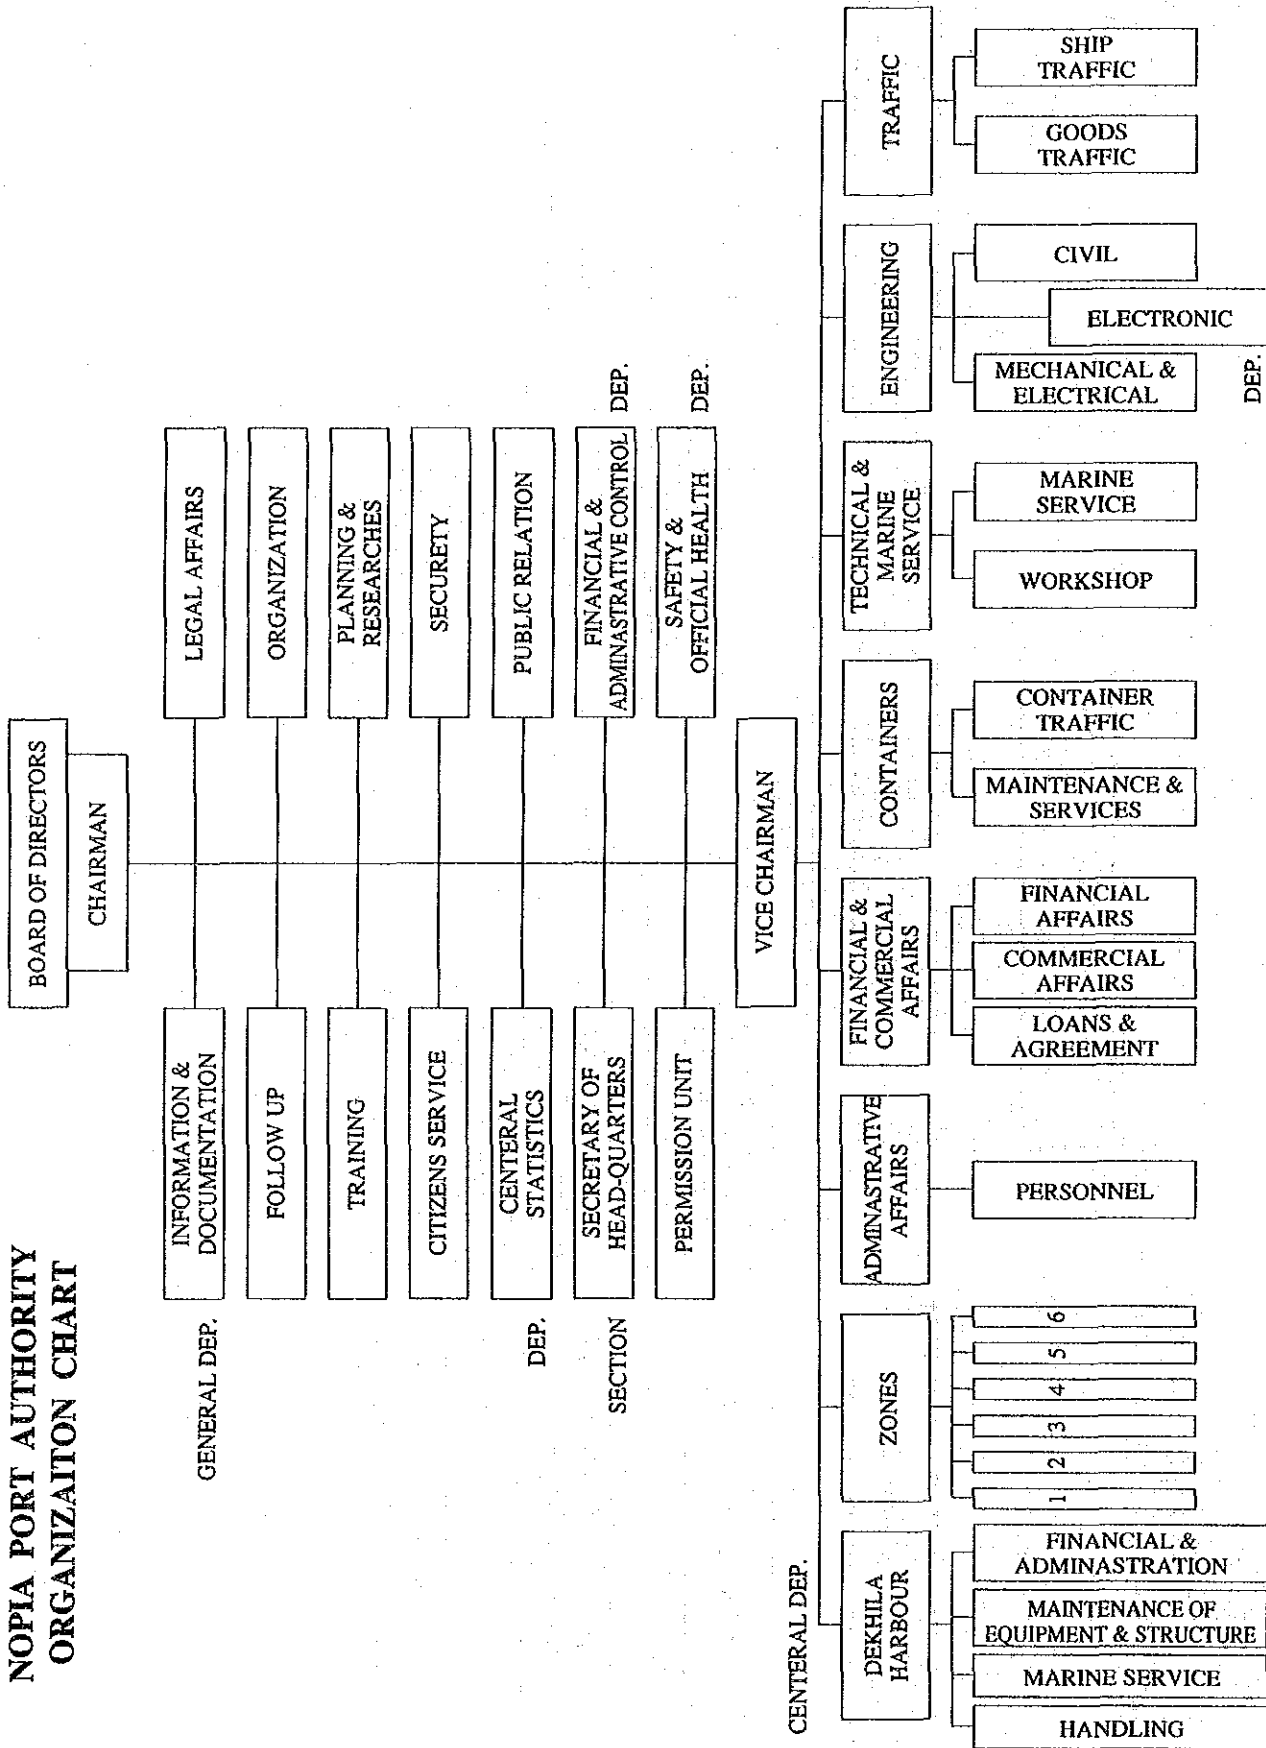 NOPIA PORT AUTHORITY
ORGANIZAITON CHART
BOARD OF DIRECTORS
CHAIRMAN
GENERAL DEP.
INFORMATION &
DOCUMENTATION
LEGAL AFFAIRS
FOLLOW UP
ORGANIZATION
TRAINING
PLANNING &
RESEARCHES
CITIZENS SERVICE
SECURETY
DEP.
CENTERAL
STATISTICS
PUBLIC RELATION
SECTION
SECRETARY OF
HEAD-QUARTERS
FINANCIAL &
ADMINASTRATIVE CONTROL
DEP.
PERMISSION UNIT
SAFETY &
OFFICIAL HEALTH
DEP.
VICE CHAIRMAN
CENTERAL DEP.
DEKHILA
HARBOUR
ZONES
ADMINASTRATIVE
AFFAIRS
FINANCIAL &
COMMERCIAL
AFFAIRS
CONTAINERS
TECHNICAL &
MARINE
SERVICE
ENGINEERING
TRAFFIC
HANDLING
MARINE SERVICE
MAINTENANCE OF
EQUIPMENT & STRUCTURE
FINANCIAL &
ADMINASTRATION
1
2
3
4
5
6
PERSONNEL
LOANS &
AGREEMENT
COMMERCIAL
AFFAIRS
FINANCIAL
AFFAIRS
MAINTENANCE &
SERVICES
CONTAINER
TRAFFIC
WORKSHOP
MARINE
SERVICE
MECHANICAL &
ELECTRICAL
ELECTRONIC
CIVIL
GOODS
TRAFFIC
SHIP
TRAFFIC
DEP.